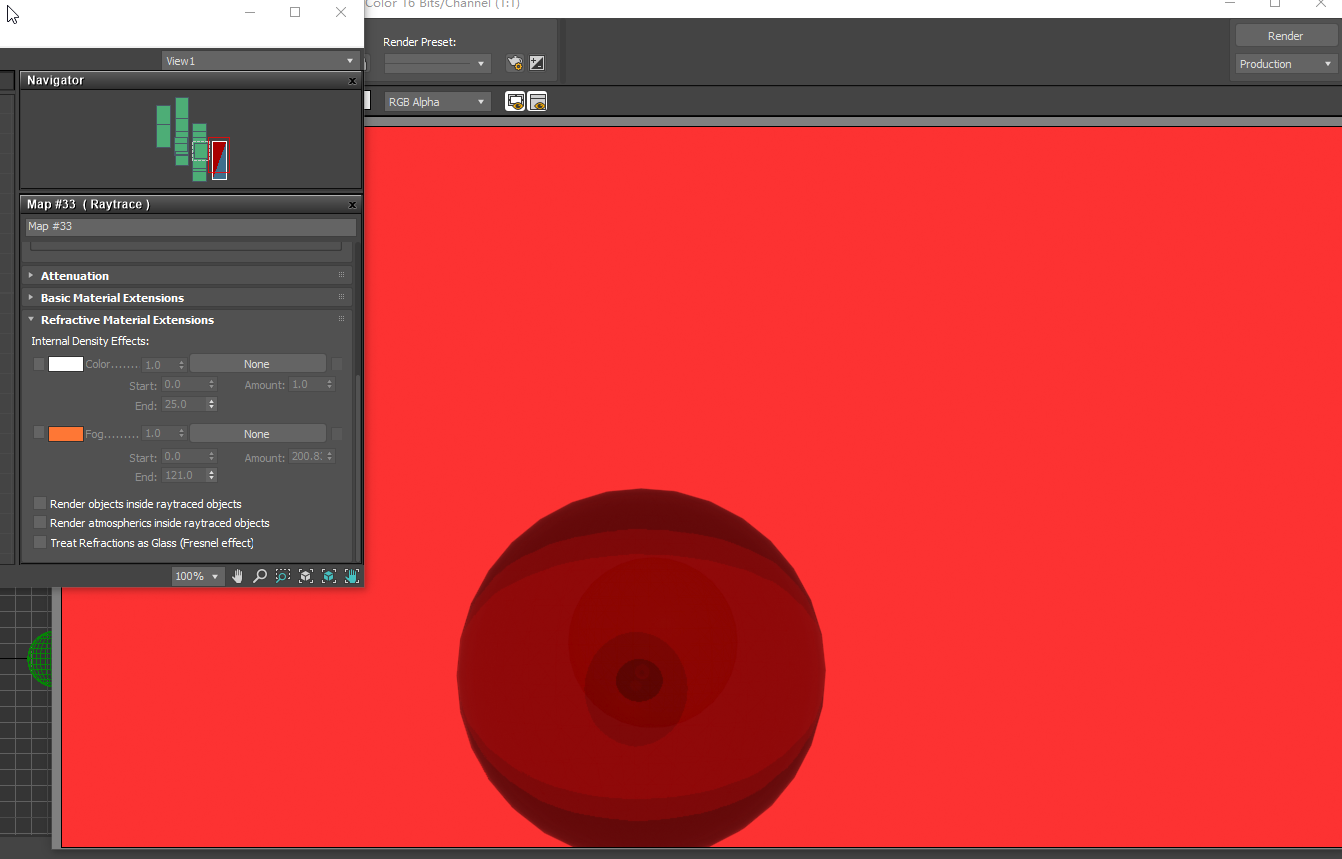 Color 16 Bits/Channel (1:1)
Render Preset:
Render
View1
Production
Navigator
RGB Alpha
Map #33 ( Raytrace )
Map #33
Attenuation
Basic Material Extensions
Refractive Material Extensions
Internal Density Effects:
Color....... 1.0 None
Start: 0.0 Amount: 1.0
End: 25.0
Fog......... 1.0 None
Start: 0.0 Amount: 200.8
End: 121.0
Render objects inside raytraced objects
Render atmospherics inside raytraced objects
Treat Refractions as Glass (Fresnel effect)
100%